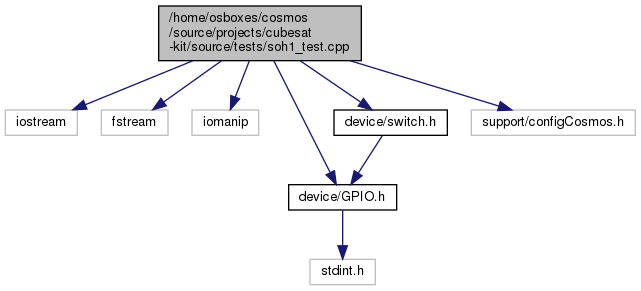 /home/osboxes/cosmos
/source/projects/cubesat
-kit/source/tests/soh1_test.cpp
iostream
fstream
iomanip
device/switch.h
support/configCosmos.h
device/GPIO.h
stdint.h